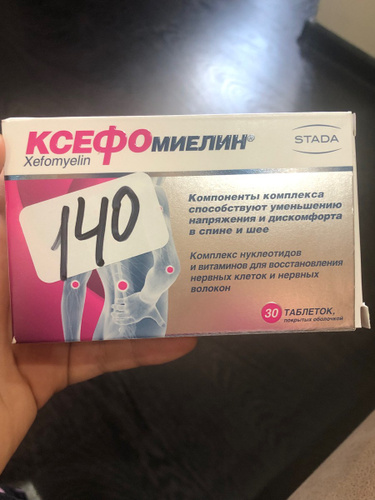 КСЕФОМИЕЛИН®
Xefomyelin
STADA
140
Компоненты комплекса
способствуют уменьшению
напряжения и дискомфорта
в спине и шее
Комплекс нуклеотидов
и витаминов для восстановления
нервных клеток и нервных
волокон
30 ТАБЛЕТОК,
покрытых оболочкой